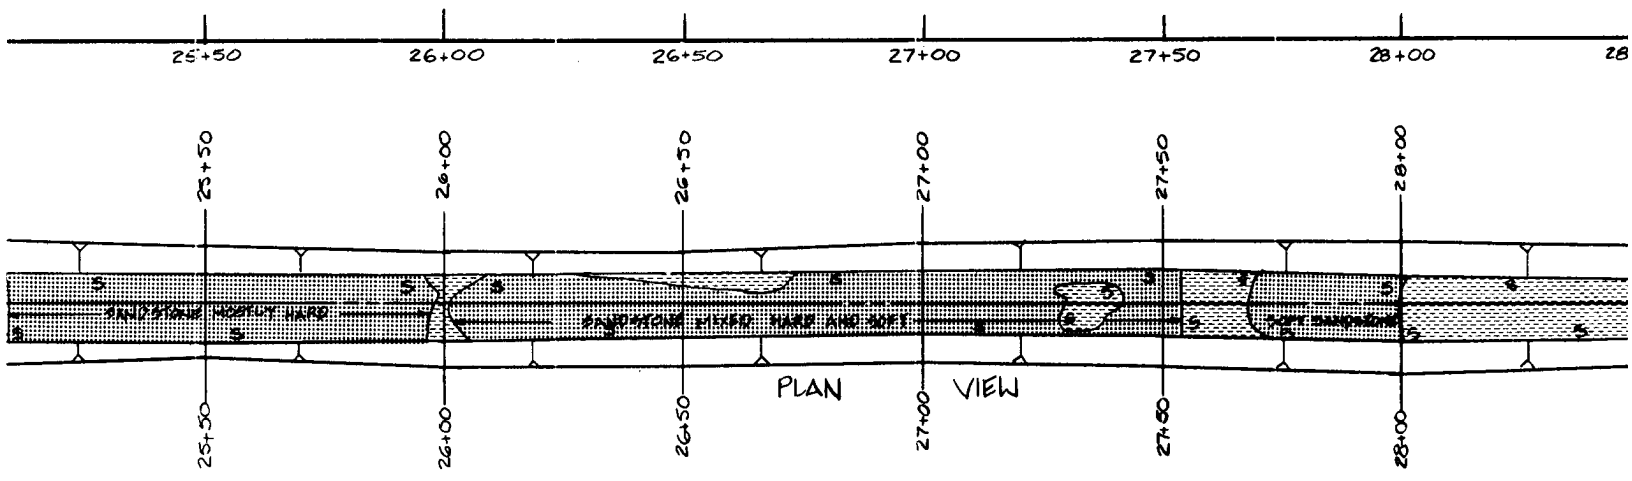 25+50 26+00 26+50 27+00 27+50 28+00 28
25+50 26+00 26+50 27+00 27+50 28+00
S S S S S S S S S
SANDSTONE MOSTLY HARD SANDSTONE MIXED HARD AND SOFT SOFT SANDSTONE
S S S S S S S S S
PLAN VIEW
25+50 26+00 26+50 27+00 27+50 28+00